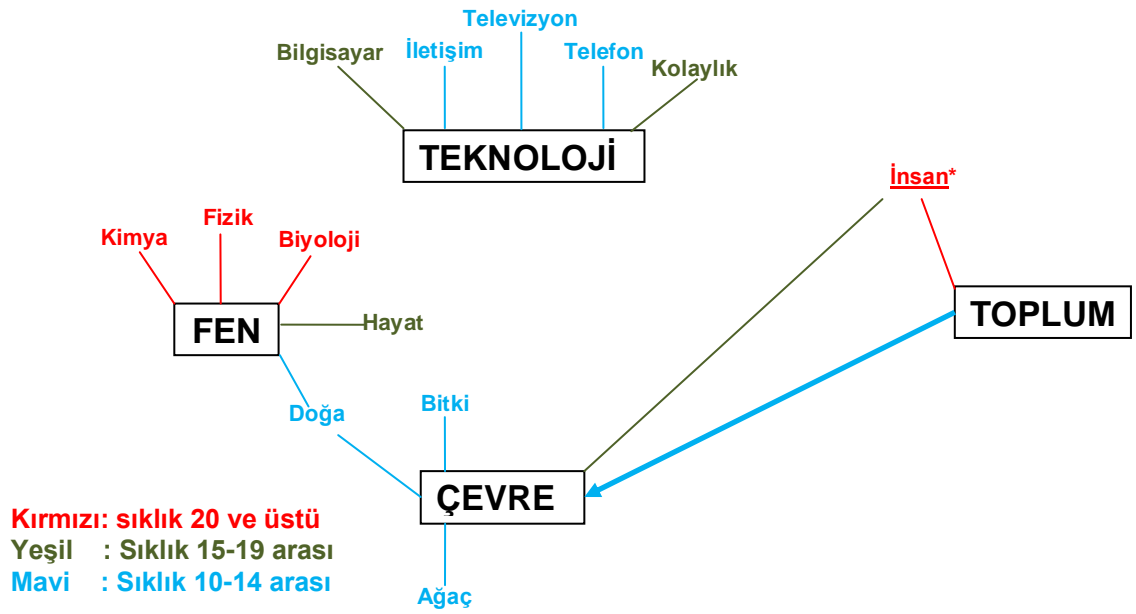 Televizyon
Bilgisayar
İletişim
Telefon
Kolaylık
TEKNOLOJİ
İnsan*
Kimya
Fizik
Biyoloji
FEN
Hayat
TOPLUM
Doğa
Bitki
ÇEVRE
Ağaç
Kırmızı: sıklık 20 ve üstü
Yeşil : Sıklık 15-19 arası
Mavi : Sıklık 10-14 arası